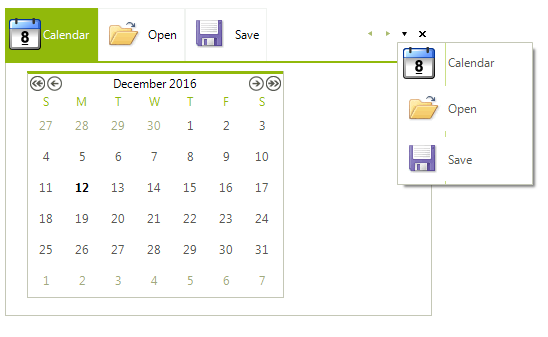 8 Calendar Open Save
8 Calendar
Open
Save
December 2016
S M T W T F S
27 28 29 30 1 2 3
4 5 6 7 8 9 10
11 12 13 14 15 16 17
18 19 20 21 22 23 24
25 26 27 28 29 30 31
1 2 3 4 5 6 7